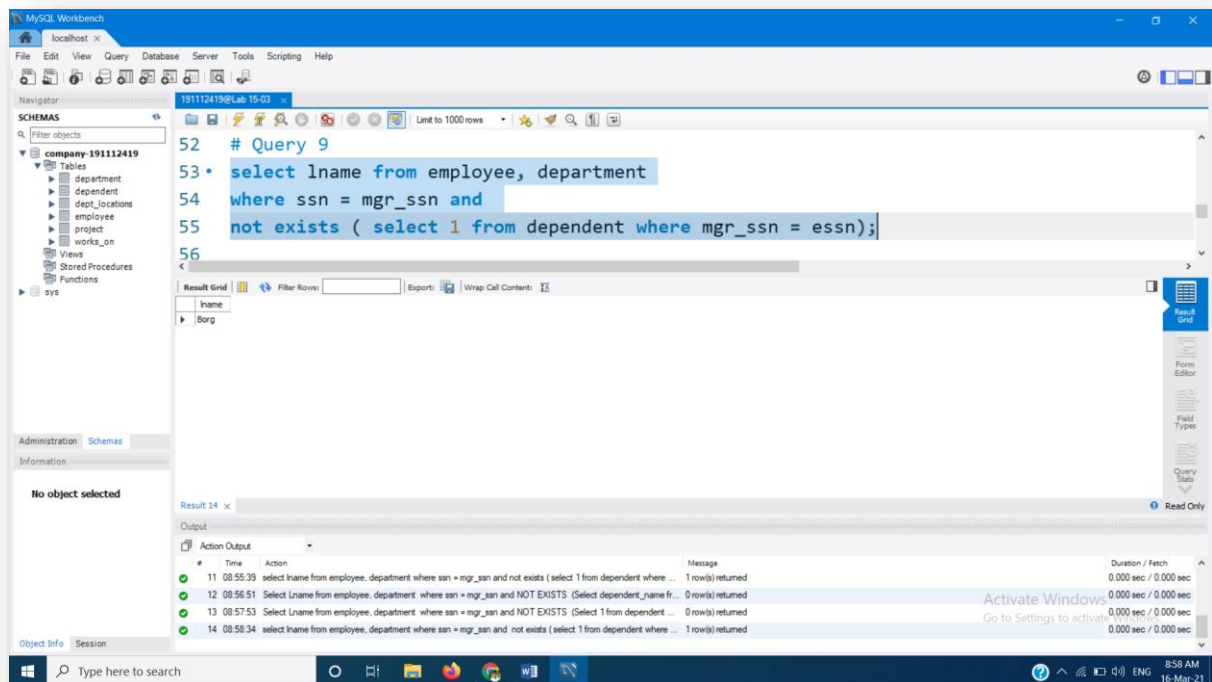 MySQL Workbench
localhost ×
File Edit View Query Database Server Tools Scripting Help
Navigator
191112419@Lab 15-03 ×
SCHEMAS
Limit to 1000 rows
Filter objects
company-191112419
Tables
department
dependent
dept_locations
employee
project
works_on
Views
Stored Procedures
Functions
sys
52 # Query 9
53 select lname from employee, department
54 where ssn = mgr_ssn and
55 not exists ( select 1 from dependent where mgr_ssn = essn);
56
Result Grid Filter Rows: Export: Wrap Cell Content:
lname
Borg
Result Grid
Form Editor
Field Types
Query Stats
Administration Schemas
Information
No object selected
Result 14 ×
Read Only
Output
Action Output
# Time Action Message Duration / Fetch
11 08:55:39 select lname from employee, department where ssn = mgr_ssn and not exists ( select 1 from dependent where ... 1 row(s) returned 0.000 sec / 0.000 sec
12 08:56:51 Select Lname from employee, department where ssn = mgr_ssn and NOT EXISTS (Select dependent_name fr... 0 row(s) returned 0.000 sec / 0.000 sec
13 08:57:53 Select Lname from employee, department where ssn = mgr_ssn and NOT EXISTS (Select 1 from dependent ... 0 row(s) returned 0.000 sec / 0.000 sec
14 08:58:34 select lname from employee, department where ssn = mgr_ssn and not exists ( select 1 from dependent where ... 1 row(s) returned 0.000 sec / 0.000 sec
Activate Windows
Go to Settings to activate Windows.
Object Info Session
Type here to search
ENG
8:58 AM
16-Mar-21